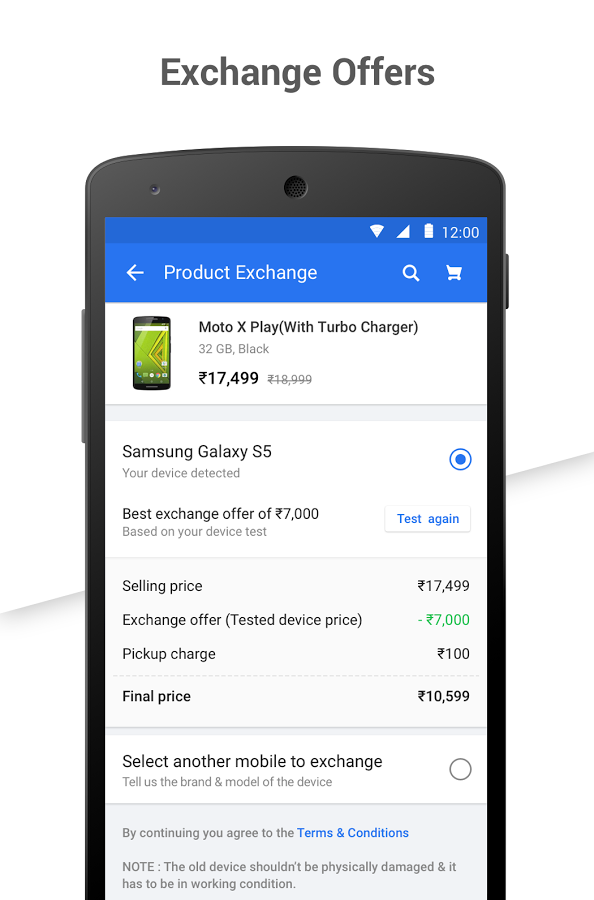 Exchange Offers
12:00
Product Exchange
Moto X Play(With Turbo Charger)
32 GB, Black
₹17,499 ₹18,999
Samsung Galaxy S5
Your device detected
Best exchange offer of ₹7,000
Based on your device test
Test again
Selling price ₹17,499
Exchange offer (Tested device price) - ₹7,000
Pickup charge ₹100
Final price ₹10,599
Select another mobile to exchange
Tell us the brand & model of the device
By continuing you agree to the Terms & Conditions
NOTE : The old device shouldn't be physically damaged & it
has to be in working condition.